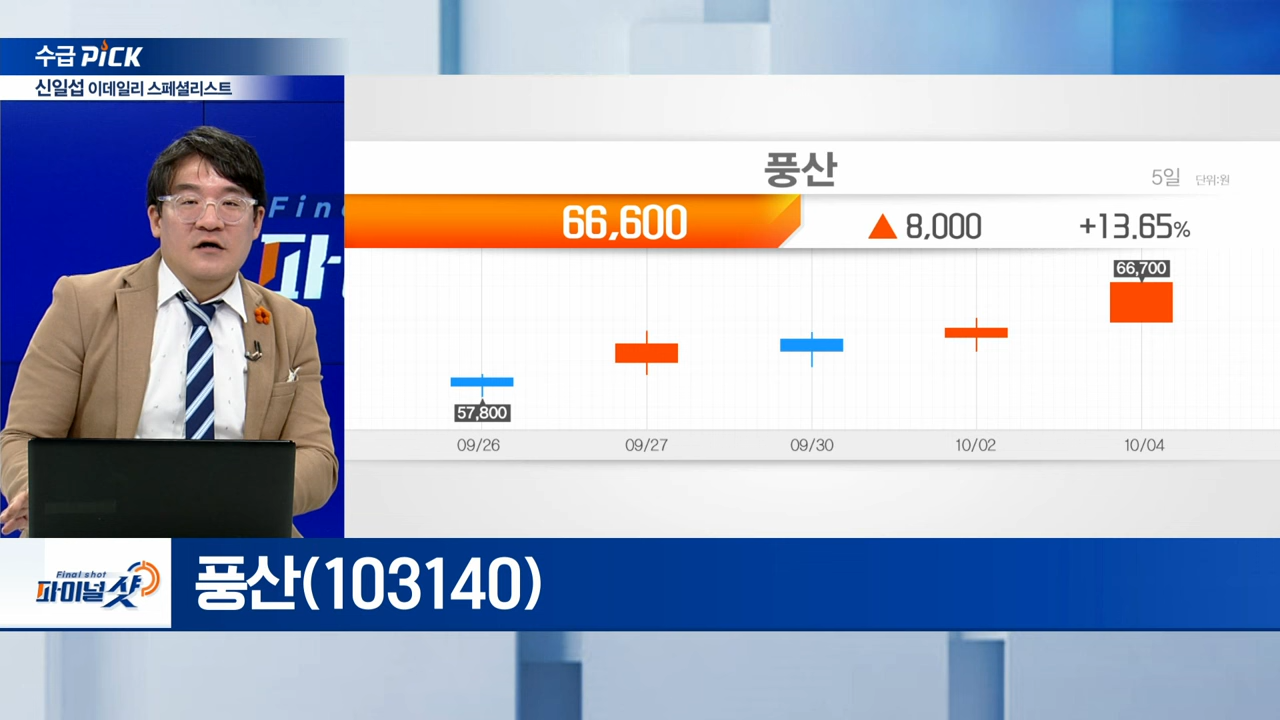 수급 PiCK
신일섭 이데일리 스페셜리스트
Fin
파
풍산
5일 단위:원
66,600 ▲ 8,000 +13.65%
66,700
57,800
09/26 09/27 09/30 10/02 10/04
Final shot
파이널샷
풍산(103140)